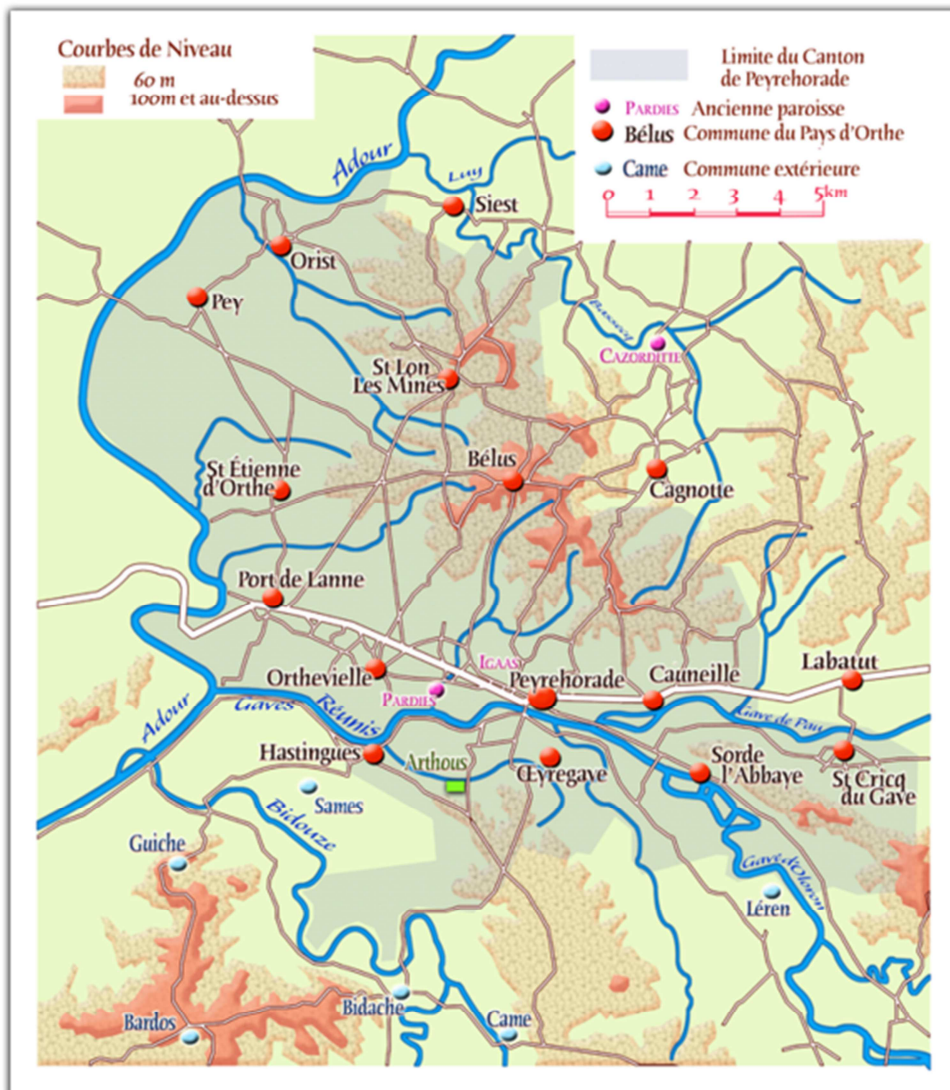 Courbes de Niveau
60 m
100m et au-dessus
Limite du Canton
de Peyrehorade
PARDIES Ancienne paroisse
Bélus Commune du Pays d'Orthe
Came Commune extérieure
0 1 2 3 4 5km
Adour
Luy
Siest
Orist
Pey
CAZORDITTE
St Lon
Les Mines
Bélus
St Étienne
d'Orthe
Cagnotte
Port de Lanne
IGAAS
Labatut
Orthevielle
Peyrehorade
Cauneille
PARDIES
Adour
Gaves
Réunis
Gave de Pau
Hastingues
Arthous
Œyregave
Sorde
l'Abbaye
St Cricq
du Gave
Sames
Bidouze
Guiche
Gave d'Oloron
Léren
Bidache
Bardos
Came